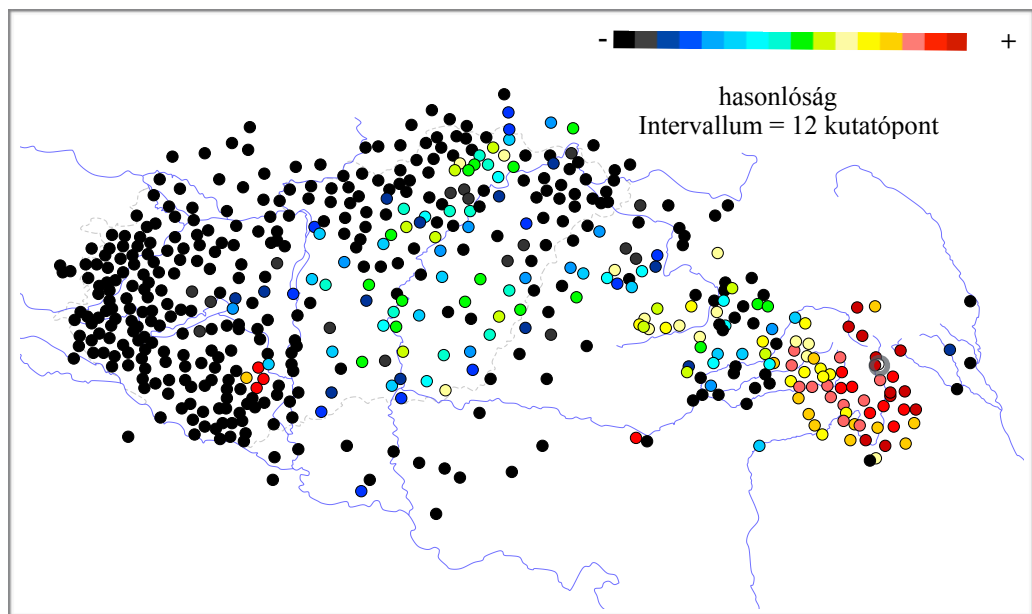 - +
hasonlóság
Intervallum = 12 kutatópont